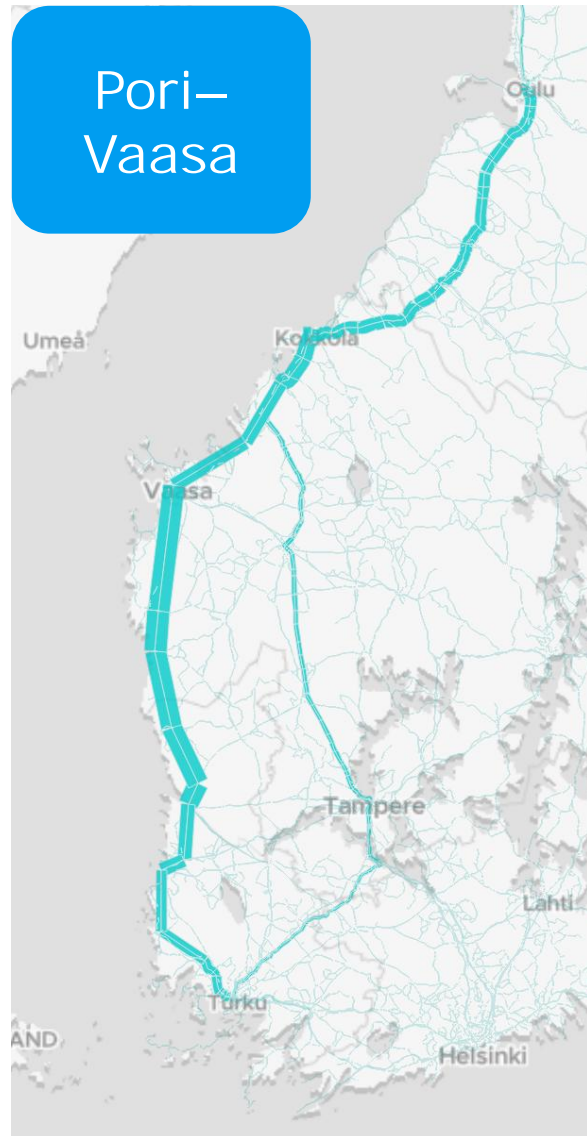 Pori–
Vaasa
Oulu
Umeå
Kokkola
Vaasa
Tampere
Lahti
Turku
AND
Helsinki